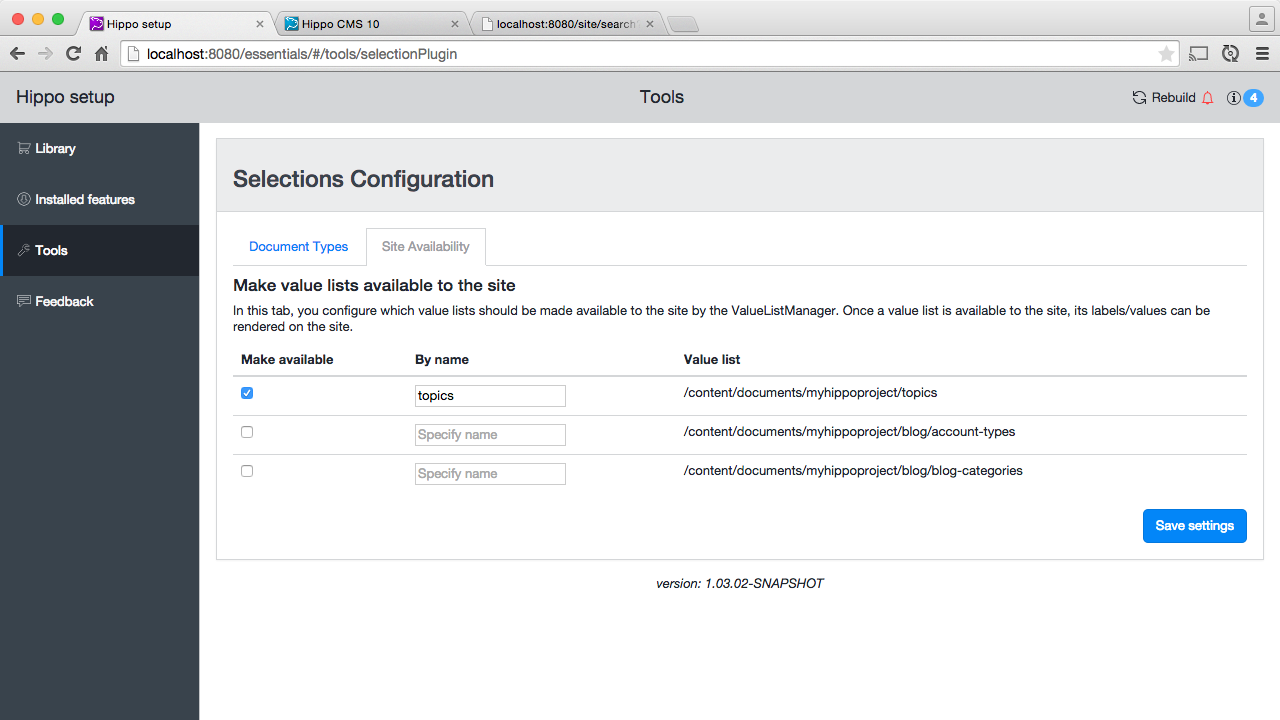 Hippo setup
Hippo CMS 10
localhost:8080/site/search
localhost:8080/essentials/#/tools/selectionPlugin
Hippo setup
Tools
Rebuild
4
Library
Installed features
Tools
Feedback
Selections Configuration
Document Types
Site Availability
Make value lists available to the site
In this tab, you configure which value lists should be made available to the site by the ValueListManager. Once a value list is available to the site, its labels/values can be
rendered on the site.
Make available By name Value list
topics /content/documents/myhippoproject/topics
Specify name /content/documents/myhippoproject/blog/account-types
Specify name /content/documents/myhippoproject/blog/blog-categories
Save settings
version: 1.03.02-SNAPSHOT